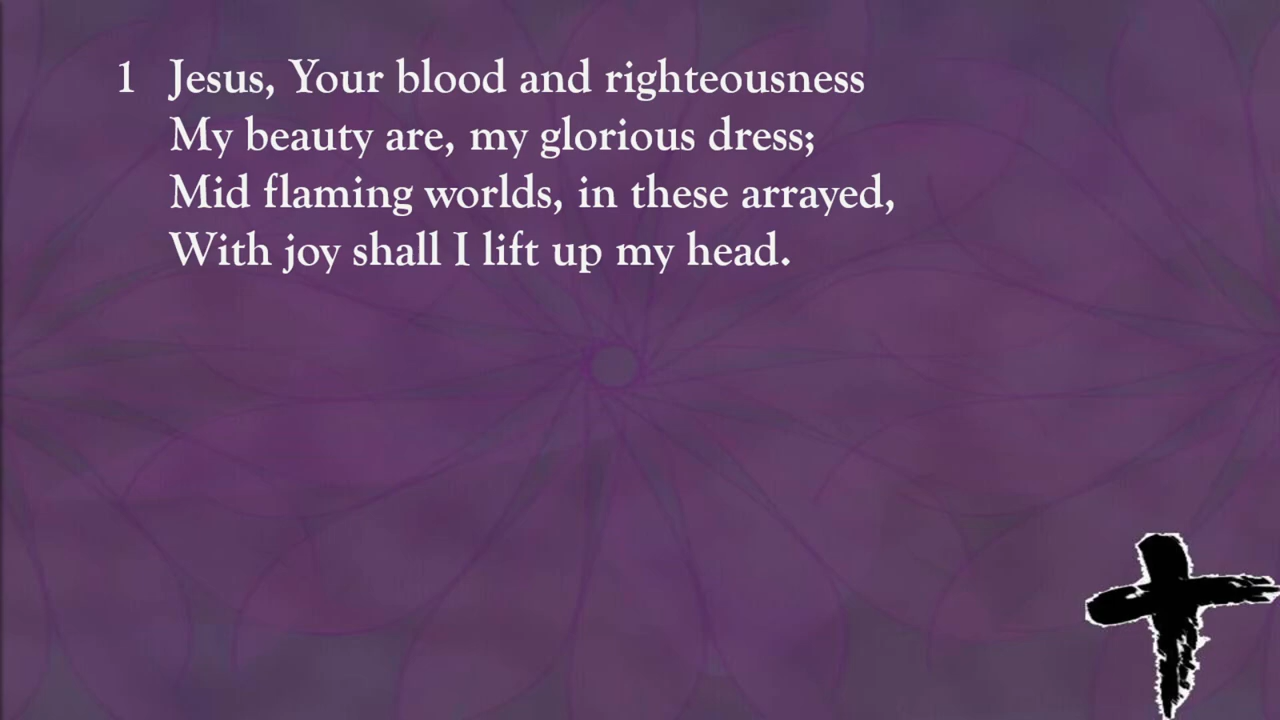 1 Jesus, Your blood and righteousness
My beauty are, my glorious dress;
Mid flaming worlds, in these arrayed,
With joy shall I lift up my head.